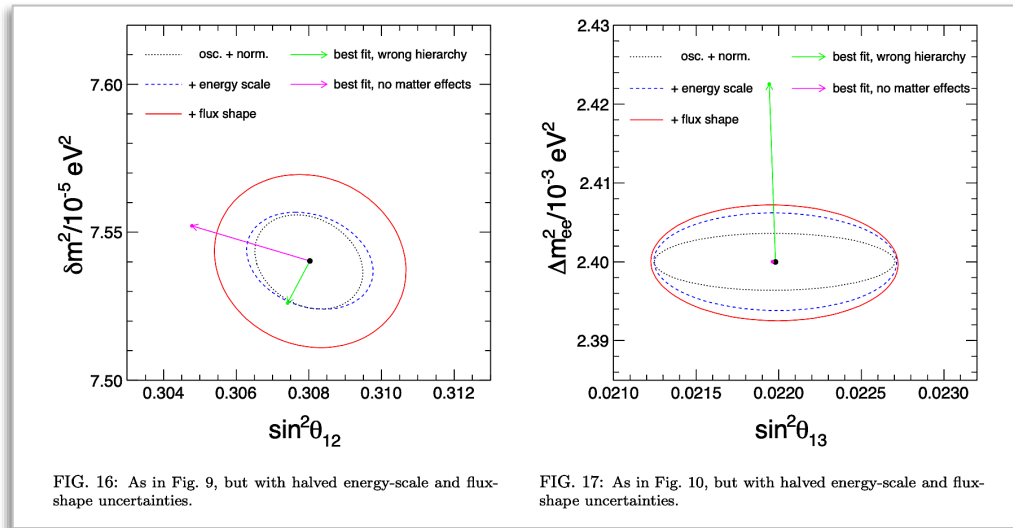 osc. + norm.
best fit, wrong hierarchy
+ energy scale
best fit, no matter effects
+ flux shape
δm²/10⁻⁵ eV²
7.60
7.55
7.50
0.304
0.306
0.308
0.310
0.312
sin²θ₁₂
FIG. 16: As in Fig. 9, but with halved energy-scale and flux-
shape uncertainties.
2.43
osc. + norm.
best fit, wrong hierarchy
+ energy scale
best fit, no matter effects
+ flux shape
Δm²ₑₑ/10⁻³ eV²
2.42
2.41
2.40
2.39
0.0210
0.0215
0.0220
0.0225
0.0230
sin²θ₁₃
FIG. 17: As in Fig. 10, but with halved energy-scale and flux-
shape uncertainties.